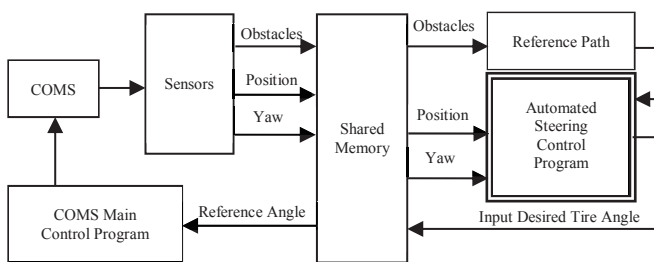 Obstacles
Obstacles
Reference Path
COMS
Sensors
Position
Yaw
Shared
Memory
Position
Yaw
Automated
Steering
Control
Program
COMS Main
Control Program
Reference Angle
Input Desired Tire Angle